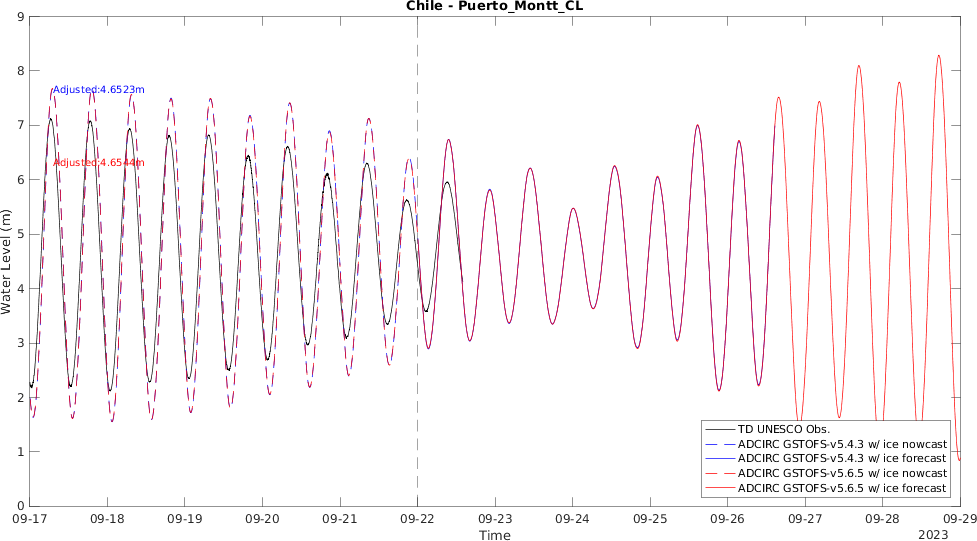 Chile - Puerto_Montt_CL
9
8
7
6
5
4
3
2
1
0
Water Level (m)
Adjusted:4.6523m
Adjusted:4.6544m
TD UNESCO Obs.
ADCIRC GSTOFS-v5.4.3 w/ ice nowcast
ADCIRC GSTOFS-v5.4.3 w/ ice forecast
ADCIRC GSTOFS-v5.6.5 w/ ice nowcast
ADCIRC GSTOFS-v5.6.5 w/ ice forecast
09-17 09-18 09-19 09-20 09-21 09-22 09-23 09-24 09-25 09-26 09-27 09-28 09-29
Time
2023